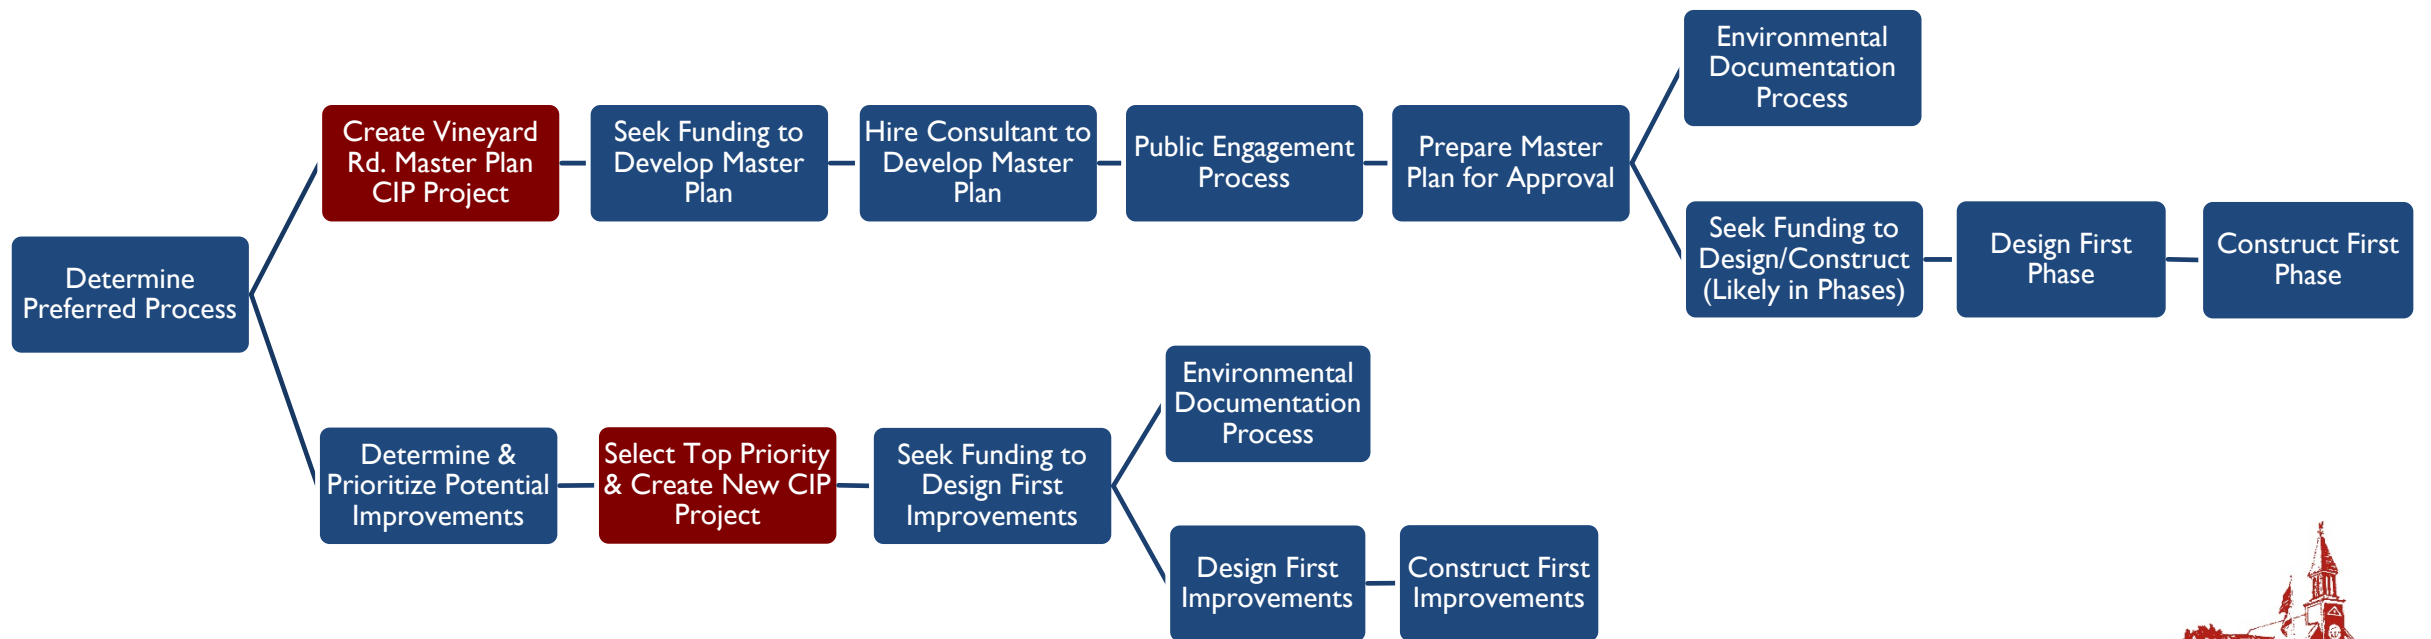 Determine
Preferred Process
Create Vineyard
Rd. Master Plan
CIP Project
Seek Funding to
Develop Master
Plan
Hire Consultant to
Develop Master
Plan
Public Engagement
Process
Prepare Master
Plan for Approval
Environmental
Documentation
Process
Seek Funding to
Design/Construct
(Likely in Phases)
Design First
Phase
Construct First
Phase
Determine &
Prioritize Potential
Improvements
Select Top Priority
& Create New CIP
Project
Seek Funding to
Design First
Improvements
Environmental
Documentation
Process
Design First
Improvements
Construct First
Improvements